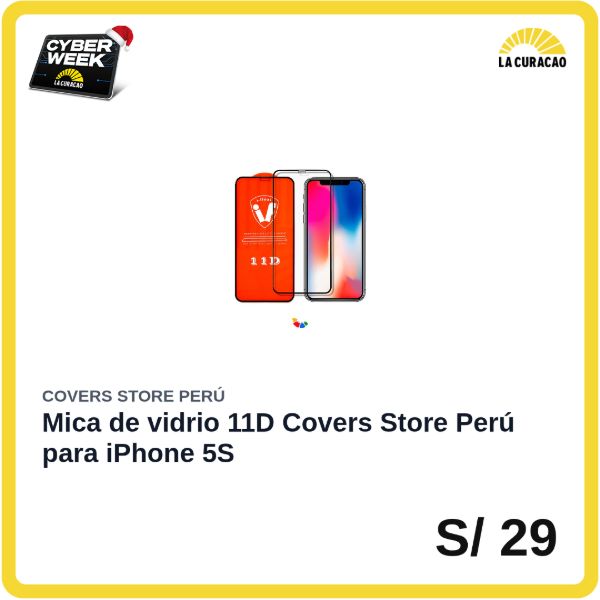 CYBER
WEEK
LA CURACAO
LA CURACAO
11D
COVERS STORE PERÚ
Mica de vidrio 11D Covers Store Perú
para iPhone 5S
S/ 29